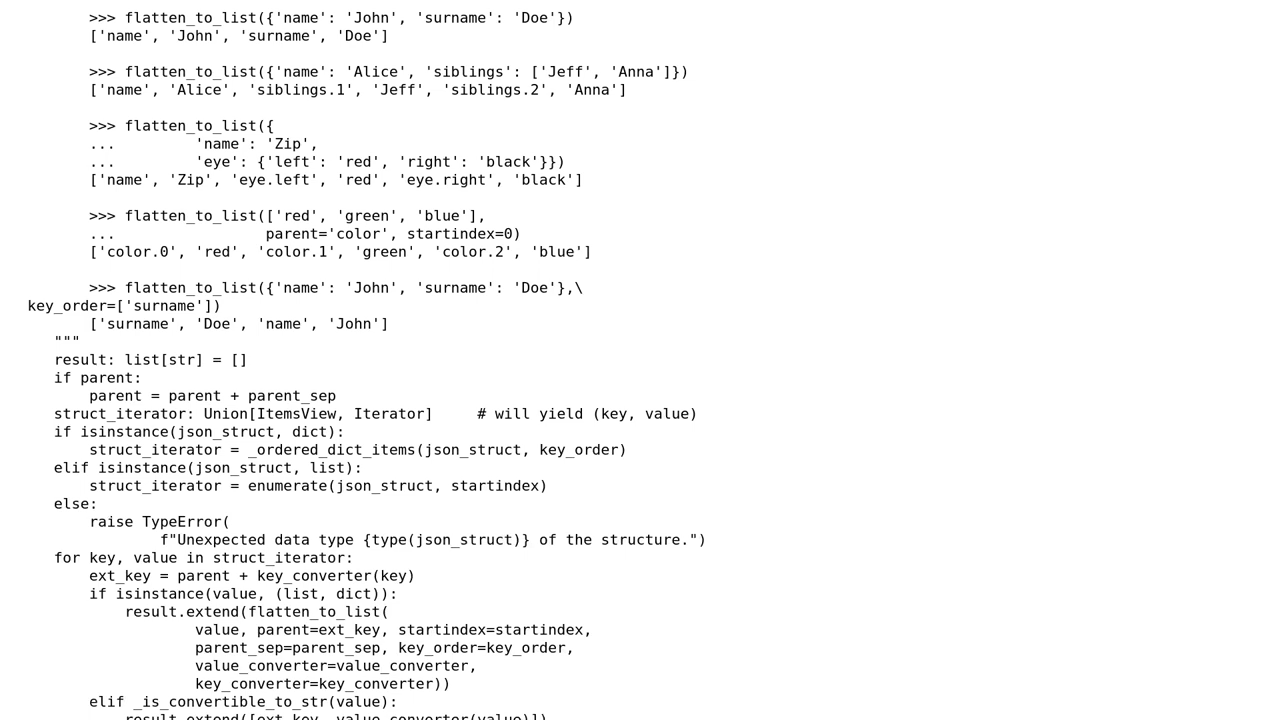 >>> flatten_to_list({'name': 'John', 'surname': 'Doe'})
['name', 'John', 'surname', 'Doe']
>>> flatten_to_list({'name': 'Alice', 'siblings': ['Jeff', 'Anna']})
['name', 'Alice', 'siblings.1', 'Jeff', 'siblings.2', 'Anna']
>>> flatten_to_list({
...         'name': 'Zip',
...         'eye': {'left': 'red', 'right': 'black'}})
['name', 'Zip', 'eye.left', 'red', 'eye.right', 'black']
>>> flatten_to_list(['red', 'green', 'blue'],
...                 parent='color', startindex=0)
['color.0', 'red', 'color.1', 'green', 'color.2', 'blue']
>>> flatten_to_list({'name': 'John', 'surname': 'Doe'},\
key_order=['surname'])
['surname', 'Doe', 'name', 'John']
"""
result: list[str] = []
if parent:
parent = parent + parent_sep
struct_iterator: Union[ItemsView, Iterator]     # will yield (key, value)
if isinstance(json_struct, dict):
struct_iterator = _ordered_dict_items(json_struct, key_order)
elif isinstance(json_struct, list):
struct_iterator = enumerate(json_struct, startindex)
else:
raise TypeError(
f"Unexpected data type {type(json_struct)} of the structure.")
for key, value in struct_iterator:
ext_key = parent + key_converter(key)
if isinstance(value, (list, dict)):
result.extend(flatten_to_list(
value, parent=ext_key, startindex=startindex,
parent_sep=parent_sep, key_order=key_order,
value_converter=value_converter,
key_converter=key_converter))
elif _is_convertible_to_str(value):
result.extend([ext_key, value_converter(value)])